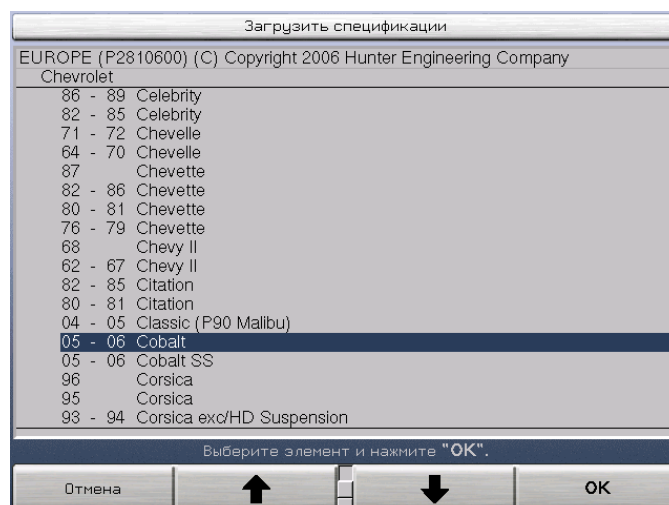 Загрузить спецификации
EUROPE (P2810600) (C) Copyright 2006 Hunter Engineering Company
Chevrolet
86 - 89 Celebrity
82 - 85 Celebrity
71 - 72 Chevelle
64 - 70 Chevelle
87 Chevette
82 - 86 Chevette
80 - 81 Chevette
76 - 79 Chevette
68 Chevy II
62 - 67 Chevy II
82 - 85 Citation
80 - 81 Citation
04 - 05 Classic (P90 Malibu)
05 - 06 Cobalt
05 - 06 Cobalt SS
96 Corsica
95 Corsica
93 - 94 Corsica exc/HD Suspension
Выберите элемент и нажмите "OK".
Отмена OK